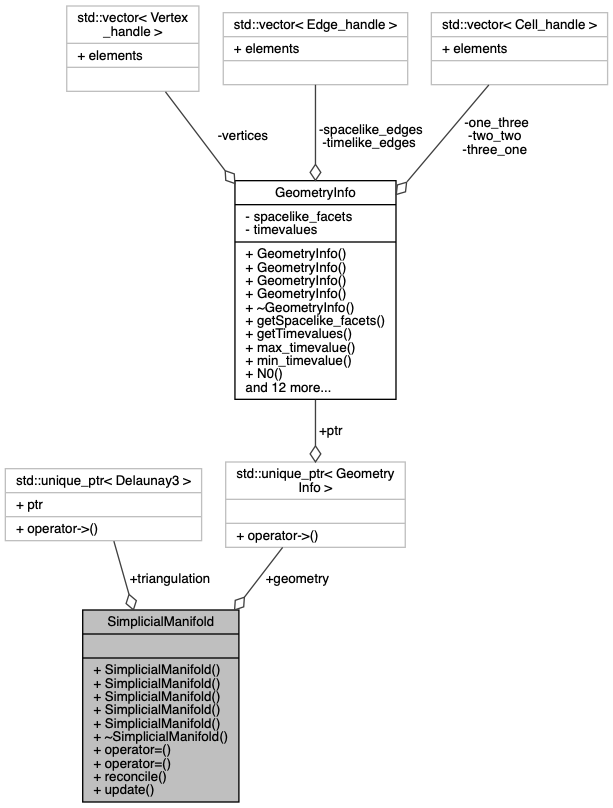 std::vector< Vertex
_handle >
+ elements
std::vector< Edge_handle >
+ elements
std::vector< Cell_handle >
+ elements
-vertices
-spacelike_edges
-timelike_edges
-one_three
-two_two
-three_one
GeometryInfo
- spacelike_facets
- timevalues
+ GeometryInfo()
+ GeometryInfo()
+ GeometryInfo()
+ GeometryInfo()
+ ~GeometryInfo()
+ getSpacelike_facets()
+ getTimevalues()
+ max_timevalue()
+ min_timevalue()
+ N0()
and 12 more...
+ptr
std::unique_ptr< Delaunay3 >
+ ptr
+ operator->()
std::unique_ptr< Geometry
Info >
+ operator->()
+triangulation
+geometry
SimplicialManifold
+ SimplicialManifold()
+ SimplicialManifold()
+ SimplicialManifold()
+ SimplicialManifold()
+ SimplicialManifold()
+ ~SimplicialManifold()
+ operator=()
+ operator=()
+ reconcile()
+ update()